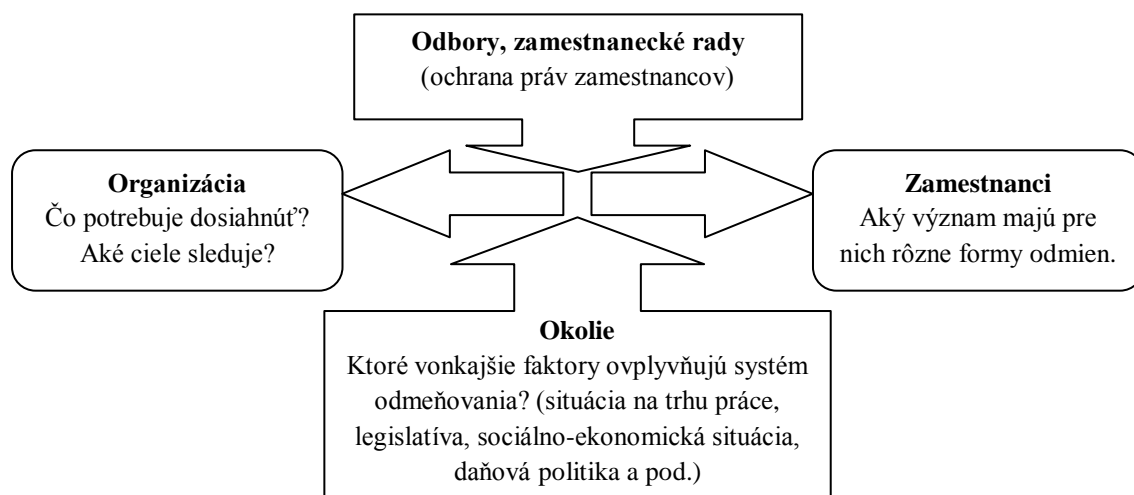 Odbory, zamestnanecké rady
(ochrana práv zamestnancov)
Organizácia
Čo potrebuje dosiahnúť?
Aké ciele sleduje?
Zamestnanci
Aký význam majú pre
nich rôzne formy odmien.
Okolie
Ktoré vonkajšie faktory ovplyvňujú systém
odmeňovania? (situácia na trhu práce,
legislatíva, sociálno-ekonomická situácia,
daňová politika a pod.)